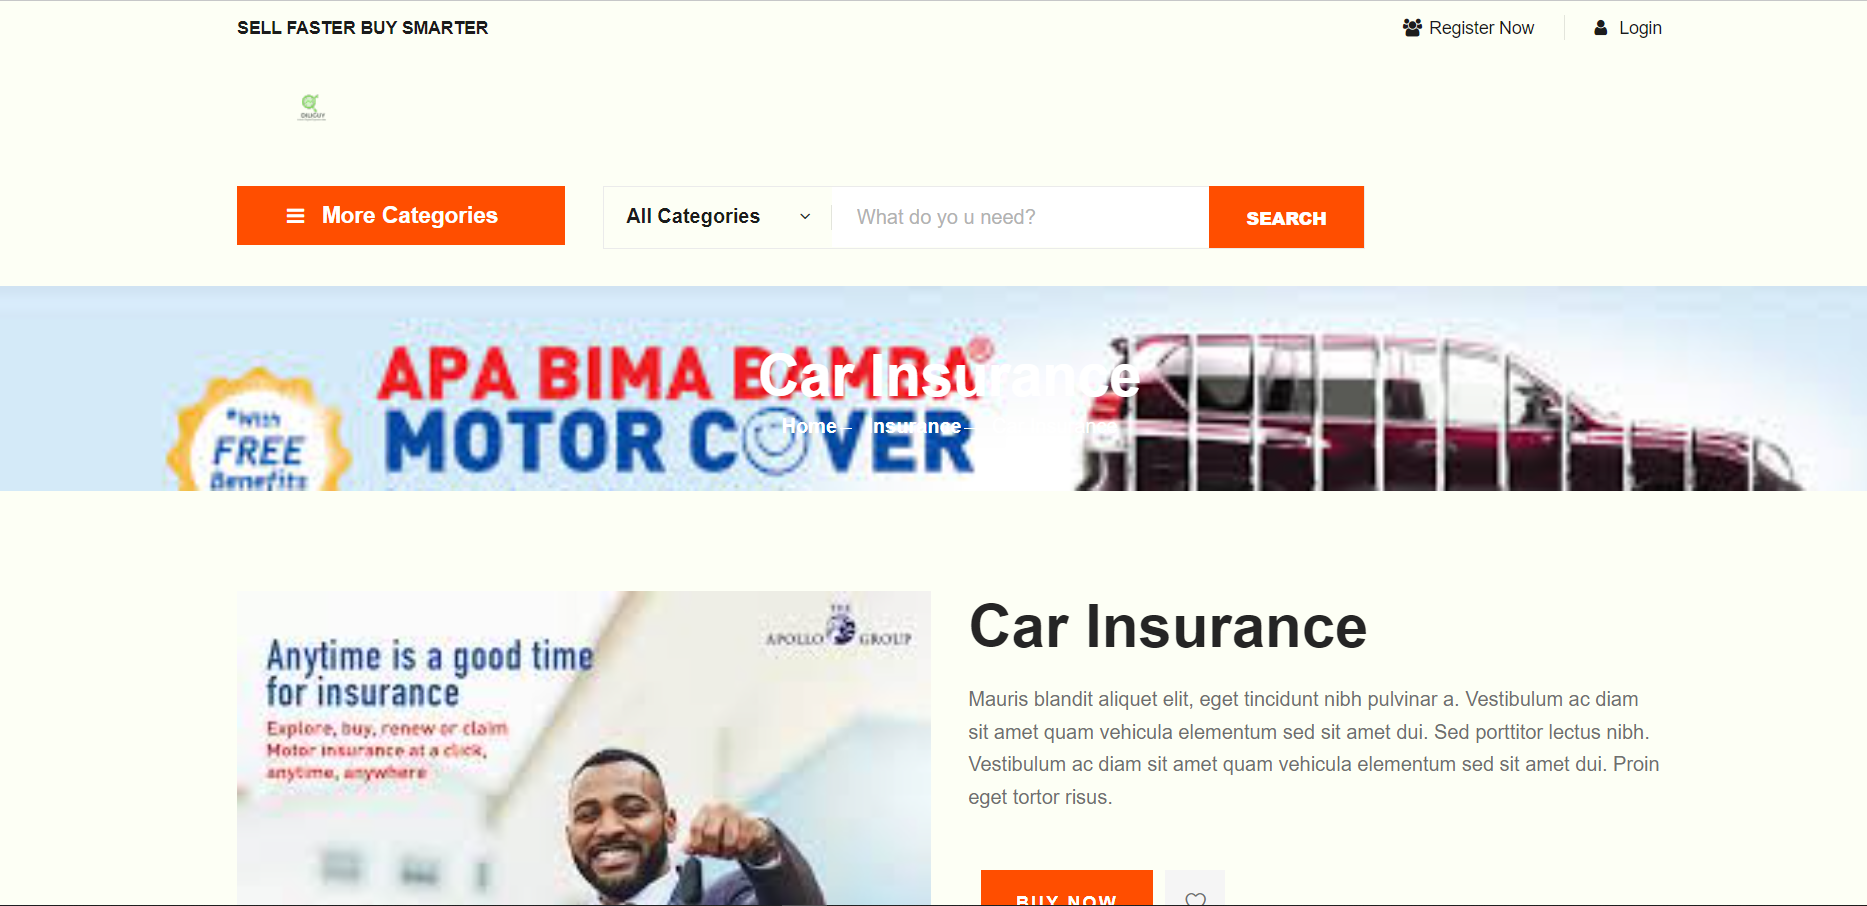 SELL FASTER BUY SMARTER
Register Now
Login
More Categories
All Categories
What do yo u need?
SEARCH
APA BIMA BAMBA®
Car Insurance
MOTOR COVER
Home
Insurance
*With
FREE
Benefits
THE
APOLLO GROUP
Anytime is a good time
for insurance
Explore, buy, renew or claim
Motor insurance at a click,
anytime, anywhere
Car Insurance
Mauris blandit aliquet elit, eget tincidunt nibh pulvinar a. Vestibulum ac diam
sit amet quam vehicula elementum sed sit amet dui. Sed porttitor lectus nibh.
Vestibulum ac diam sit amet quam vehicula elementum sed sit amet dui. Proin
eget tortor risus.
BUY NOW